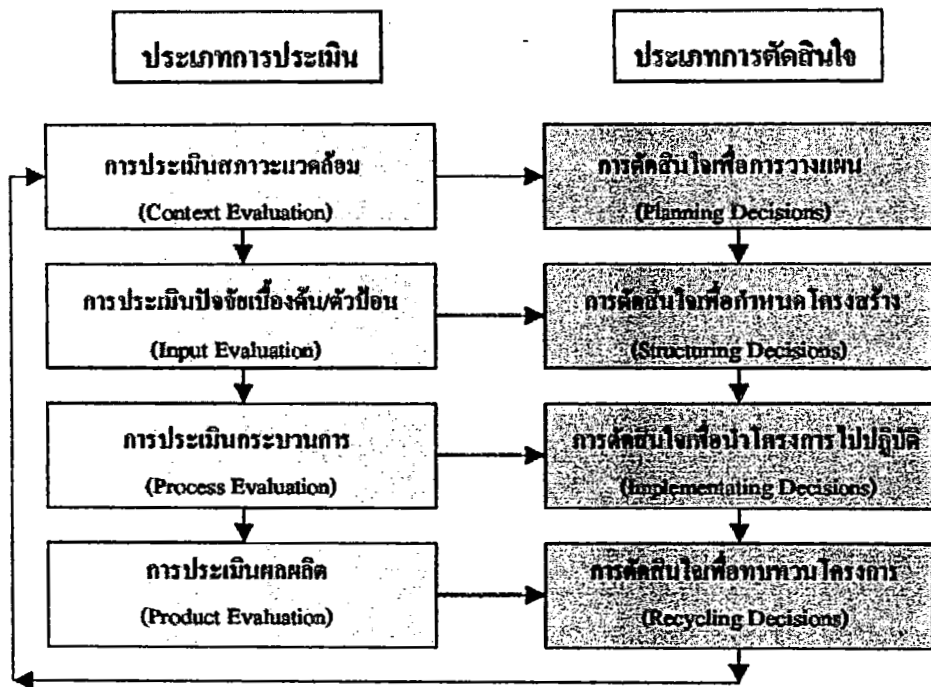 ประเภทการประเมิน
ประเภทการตัดสินใจ
การประเมินสภาวะแวดล้อม
(Context Evaluation)
การตัดสินใจเพื่อการวางแผน
(Planning Decisions)
การประเมินปัจจัยเบื้องต้น/ตัวป้อน
(Input Evaluation)
การตัดสินใจเพื่อกำหนดโครงสร้าง
(Structuring Decisions)
การประเมินกระบวนการ
(Process Evaluation)
การตัดสินใจเพื่อนำโครงการไปปฏิบัติ
(Implementating Decisions)
การประเมินผลผลิต
(Product Evaluation)
การตัดสินใจเพื่อทบทวนโครงการ
(Recycling Decisions)